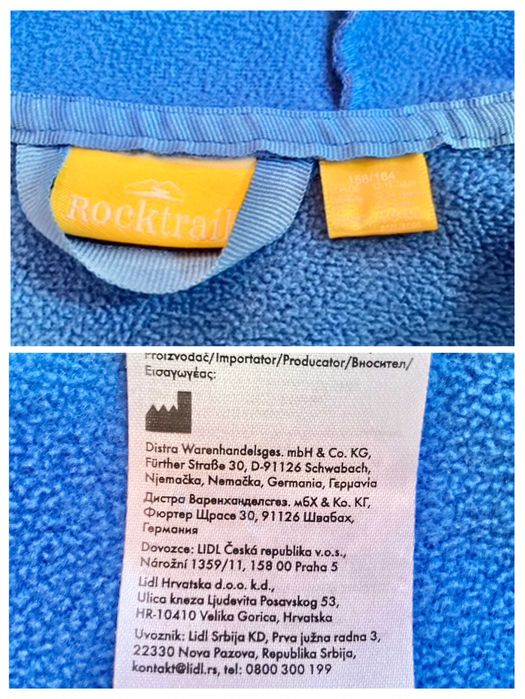 Rocktrail
158/164
Proizvođač/Importator/Producator/Вносител/
Εισαγωγέας:
Distra Warenhandelsges. mbH & Co. KG,
Fürther Straße 30, D-91126 Schwabach,
Njemačka, Nemačka, Germania, Γερμανία
Дистра Варенханделсгез. мбХ & Ко. КГ,
Фюртер Щрасе 30, 91126 Швабах,
Германия
Dovozce: LIDL Česká republika v.o.s.,
Nárožní 1359/11, 158 00 Praha 5
Lidl Hrvatska d.o.o. k.d.,
Ulica kneza Ljudevita Posavskog 53,
HR-10410 Velika Gorica, Hrvatska
Uvoznik: Lidl Srbija KD, Prva južna radna 3,
22330 Nova Pazova, Republika Srbija,
kontakt@lidl.rs, tel: 0800 300 199